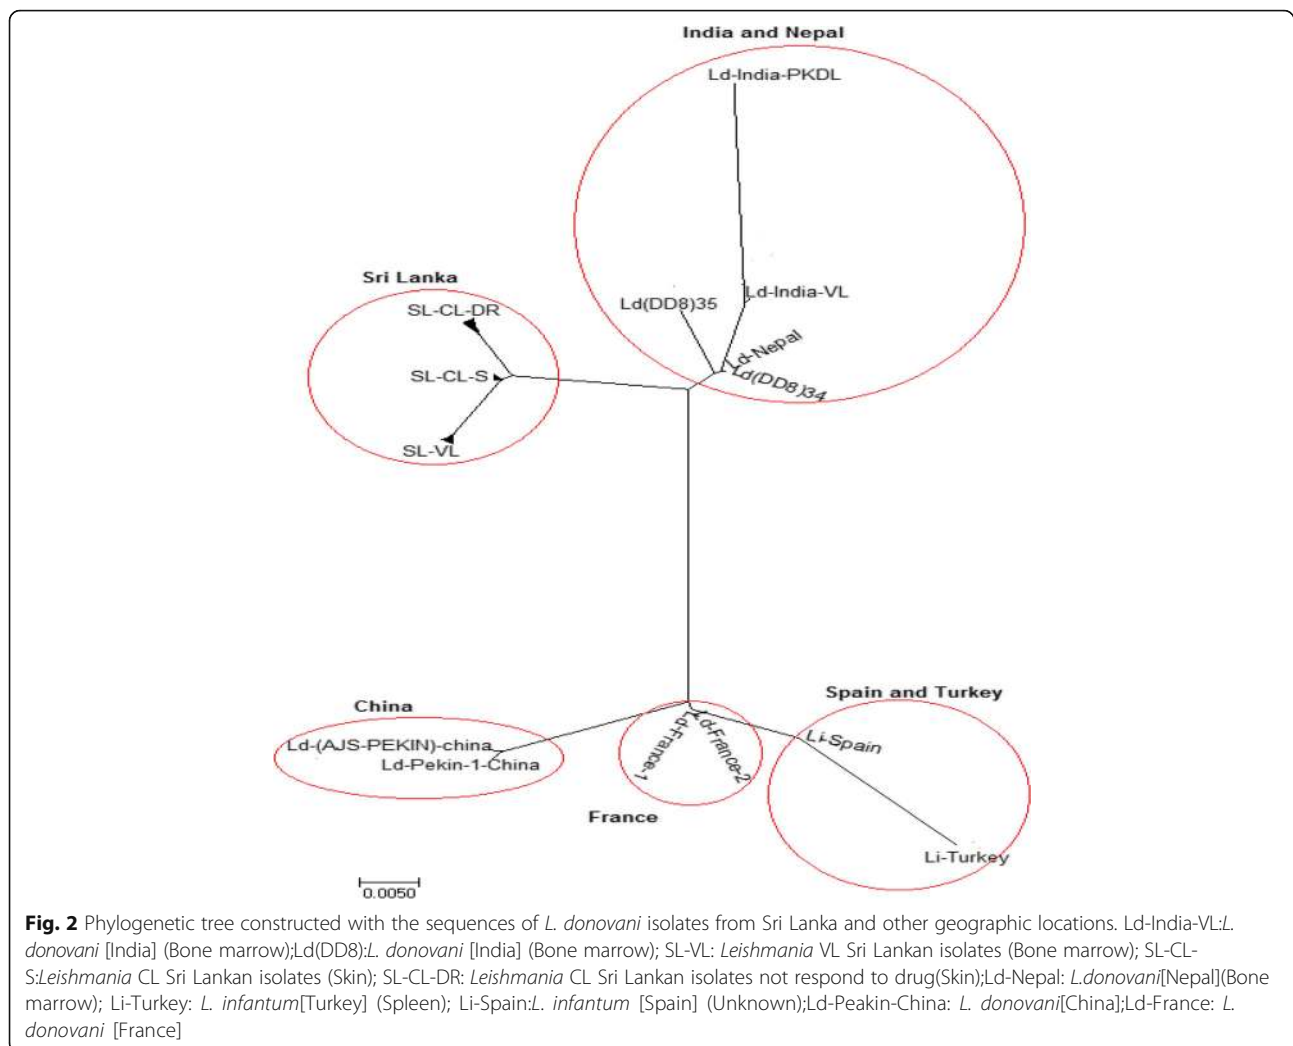 India and Nepal
Ld-India-PKDL
Sri Lanka
SL-CL-DR
Ld(DD8)35
Ld-India-VL
Ld-Nepal
SL-CL-S
Ld(DD8)34
SL-VL
China
Spain and Turkey
Ld-(AJS-PEKIN)-china
Ld-Pekin-1-China
Ld-France-1
Ld-France-2
Li-Spain
France
Li-Turkey
0.0050
Fig. 2 Phylogenetic tree constructed with the sequences of L. donovani isolates from Sri Lanka and other geographic locations. Ld-India-VL:L.
donovani [India] (Bone marrow);Ld(DD8):L. donovani [India] (Bone marrow); SL-VL: Leishmania VL Sri Lankan isolates (Bone marrow); SL-CL-
S:Leishmania CL Sri Lankan isolates (Skin); SL-CL-DR: Leishmania CL Sri Lankan isolates not respond to drug(Skin);Ld-Nepal: L.donovani[Nepal](Bone
marrow); Li-Turkey: L. infantum[Turkey] (Spleen); Li-Spain:L. infantum [Spain] (Unknown);Ld-Peakin-China: L. donovani[China];Ld-France: L.
donovani [France]